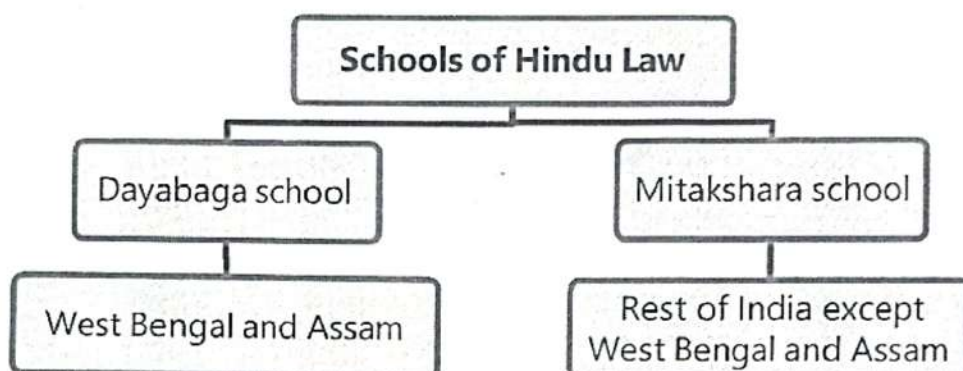 Schools of Hindu Law
Dayabaga school
Mitakshara school
West Bengal and Assam
Rest of India except
West Bengal and Assam